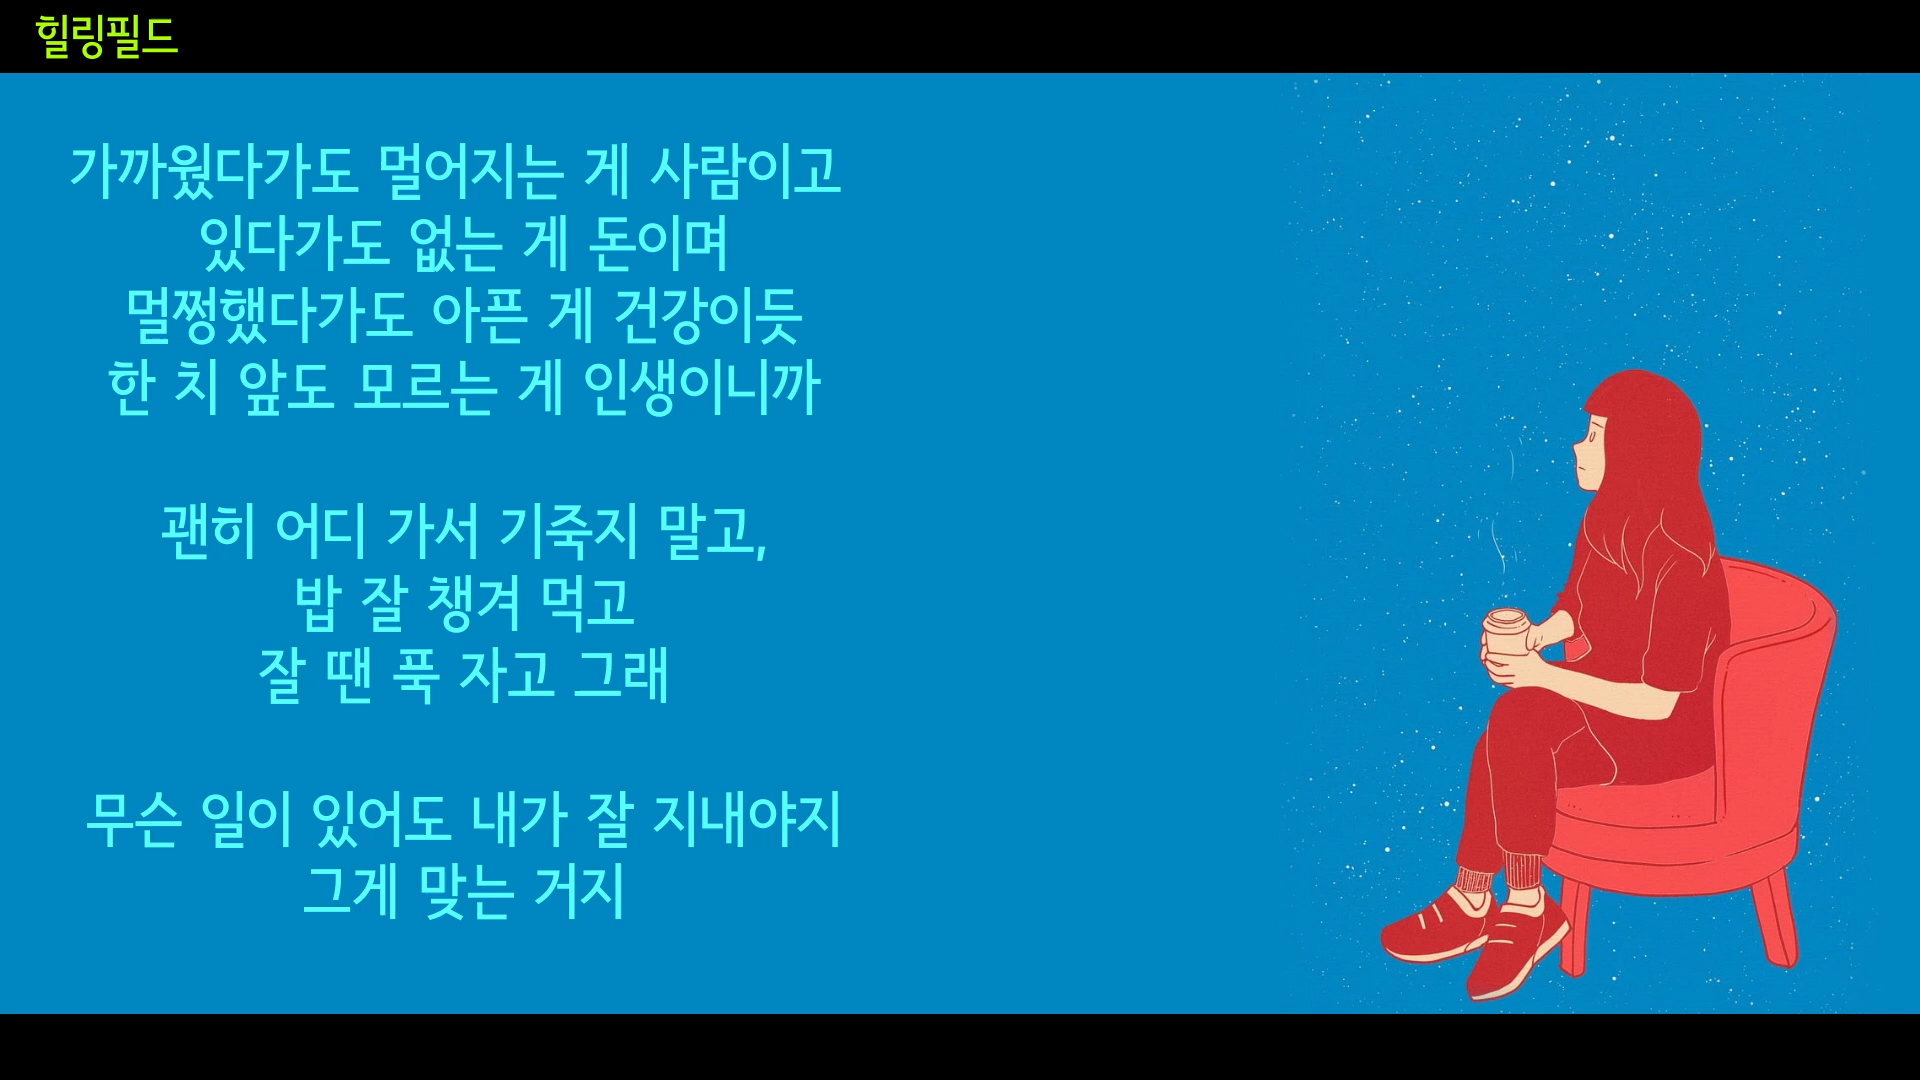 힐링필드
가까웠다가도 멀어지는 게 사람이고
있다가도 없는 게 돈이며
멀쩡했다가도 아픈 게 건강이듯
한 치 앞도 모르는 게 인생이니까
괜히 어디 가서 기죽지 말고,
밥 잘 챙겨 먹고
잘 땐 푹 자고 그래
무슨 일이 있어도 내가 잘 지내야지
그게 맞는 거지